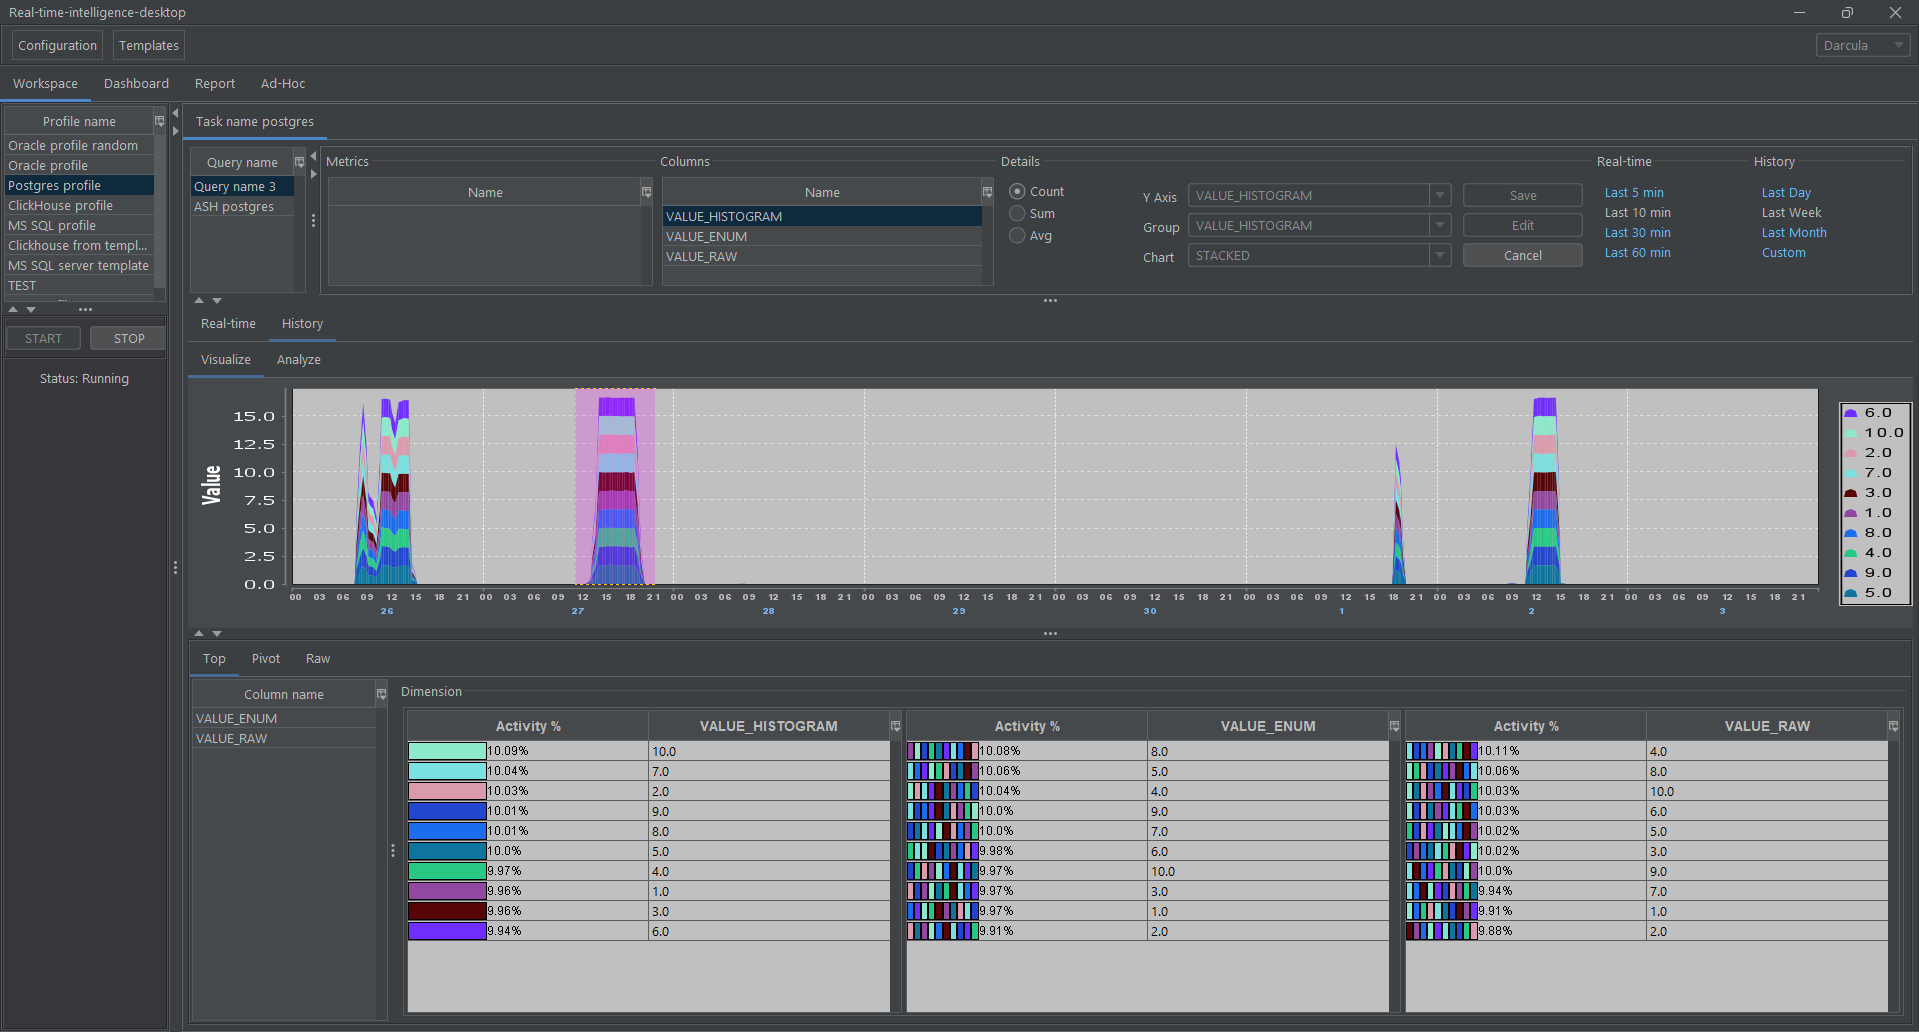 Real-time-intelligence-desktop
Configuration Templates Darcula
Workspace Dashboard Report Ad-Hoc
Profile name
Oracle profile random
Oracle profile
Postgres profile
ClickHouse profile
MS SQL profile
Clickhouse from templ...
MS SQL server template
TEST
START STOP
Status: Running
Task name postgres
Query name
Query name 3
ASH postgres
Metrics
Name
Columns
Name
VALUE_HISTOGRAM
VALUE_ENUM
VALUE_RAW
Details
Count
Sum
Avg
Y Axis VALUE_HISTOGRAM Save
Group VALUE_HISTOGRAM Edit
Chart STACKED Cancel
Real-time
Last 5 min
Last 10 min
Last 30 min
Last 60 min
History
Last Day
Last Week
Last Month
Custom
Real-time History
Visualize Analyze
Value
15.0
12.5
10.0
7.5
5.0
2.5
0.0
00 03 06 09 12 15 18 21 00 03 06 09 12 15 18 21 00 03 06 09 12 15 18 21 00 03 06 09 12 15 18 21 00 03 06 09 12 15 18 21 00 03 06 09 12 15 18 21 00 03 06 09 12 15 18 21 00 03 06 09 12 15 18 21
26 27 28 29 30 1 2 3
6.0
10.0
2.0
7.0
3.0
1.0
8.0
4.0
9.0
5.0
Top Pivot Raw
Column name
VALUE_ENUM
VALUE_RAW
Dimension
Activity % VALUE_HISTOGRAM
10.09% 10.0
10.04% 7.0
10.03% 2.0
10.01% 9.0
10.01% 8.0
10.0% 5.0
9.97% 4.0
9.96% 1.0
9.96% 3.0
9.94% 6.0
Activity % VALUE_ENUM
10.08% 8.0
10.06% 5.0
10.04% 4.0
10.0% 9.0
10.0% 7.0
9.98% 6.0
9.97% 10.0
9.97% 3.0
9.97% 1.0
9.91% 2.0
Activity % VALUE_RAW
10.11% 4.0
10.06% 8.0
10.03% 10.0
10.03% 6.0
10.02% 5.0
10.02% 3.0
10.0% 9.0
9.94% 7.0
9.91% 1.0
9.88% 2.0